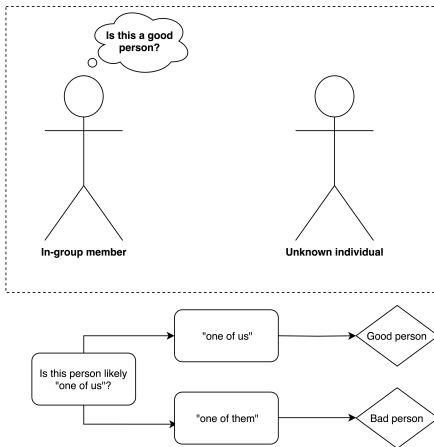 Is this a good
person?
In-group member
Unknown individual
"one of us"
Good person
Is this person likely
"one of us"?
"one of them"
Bad person